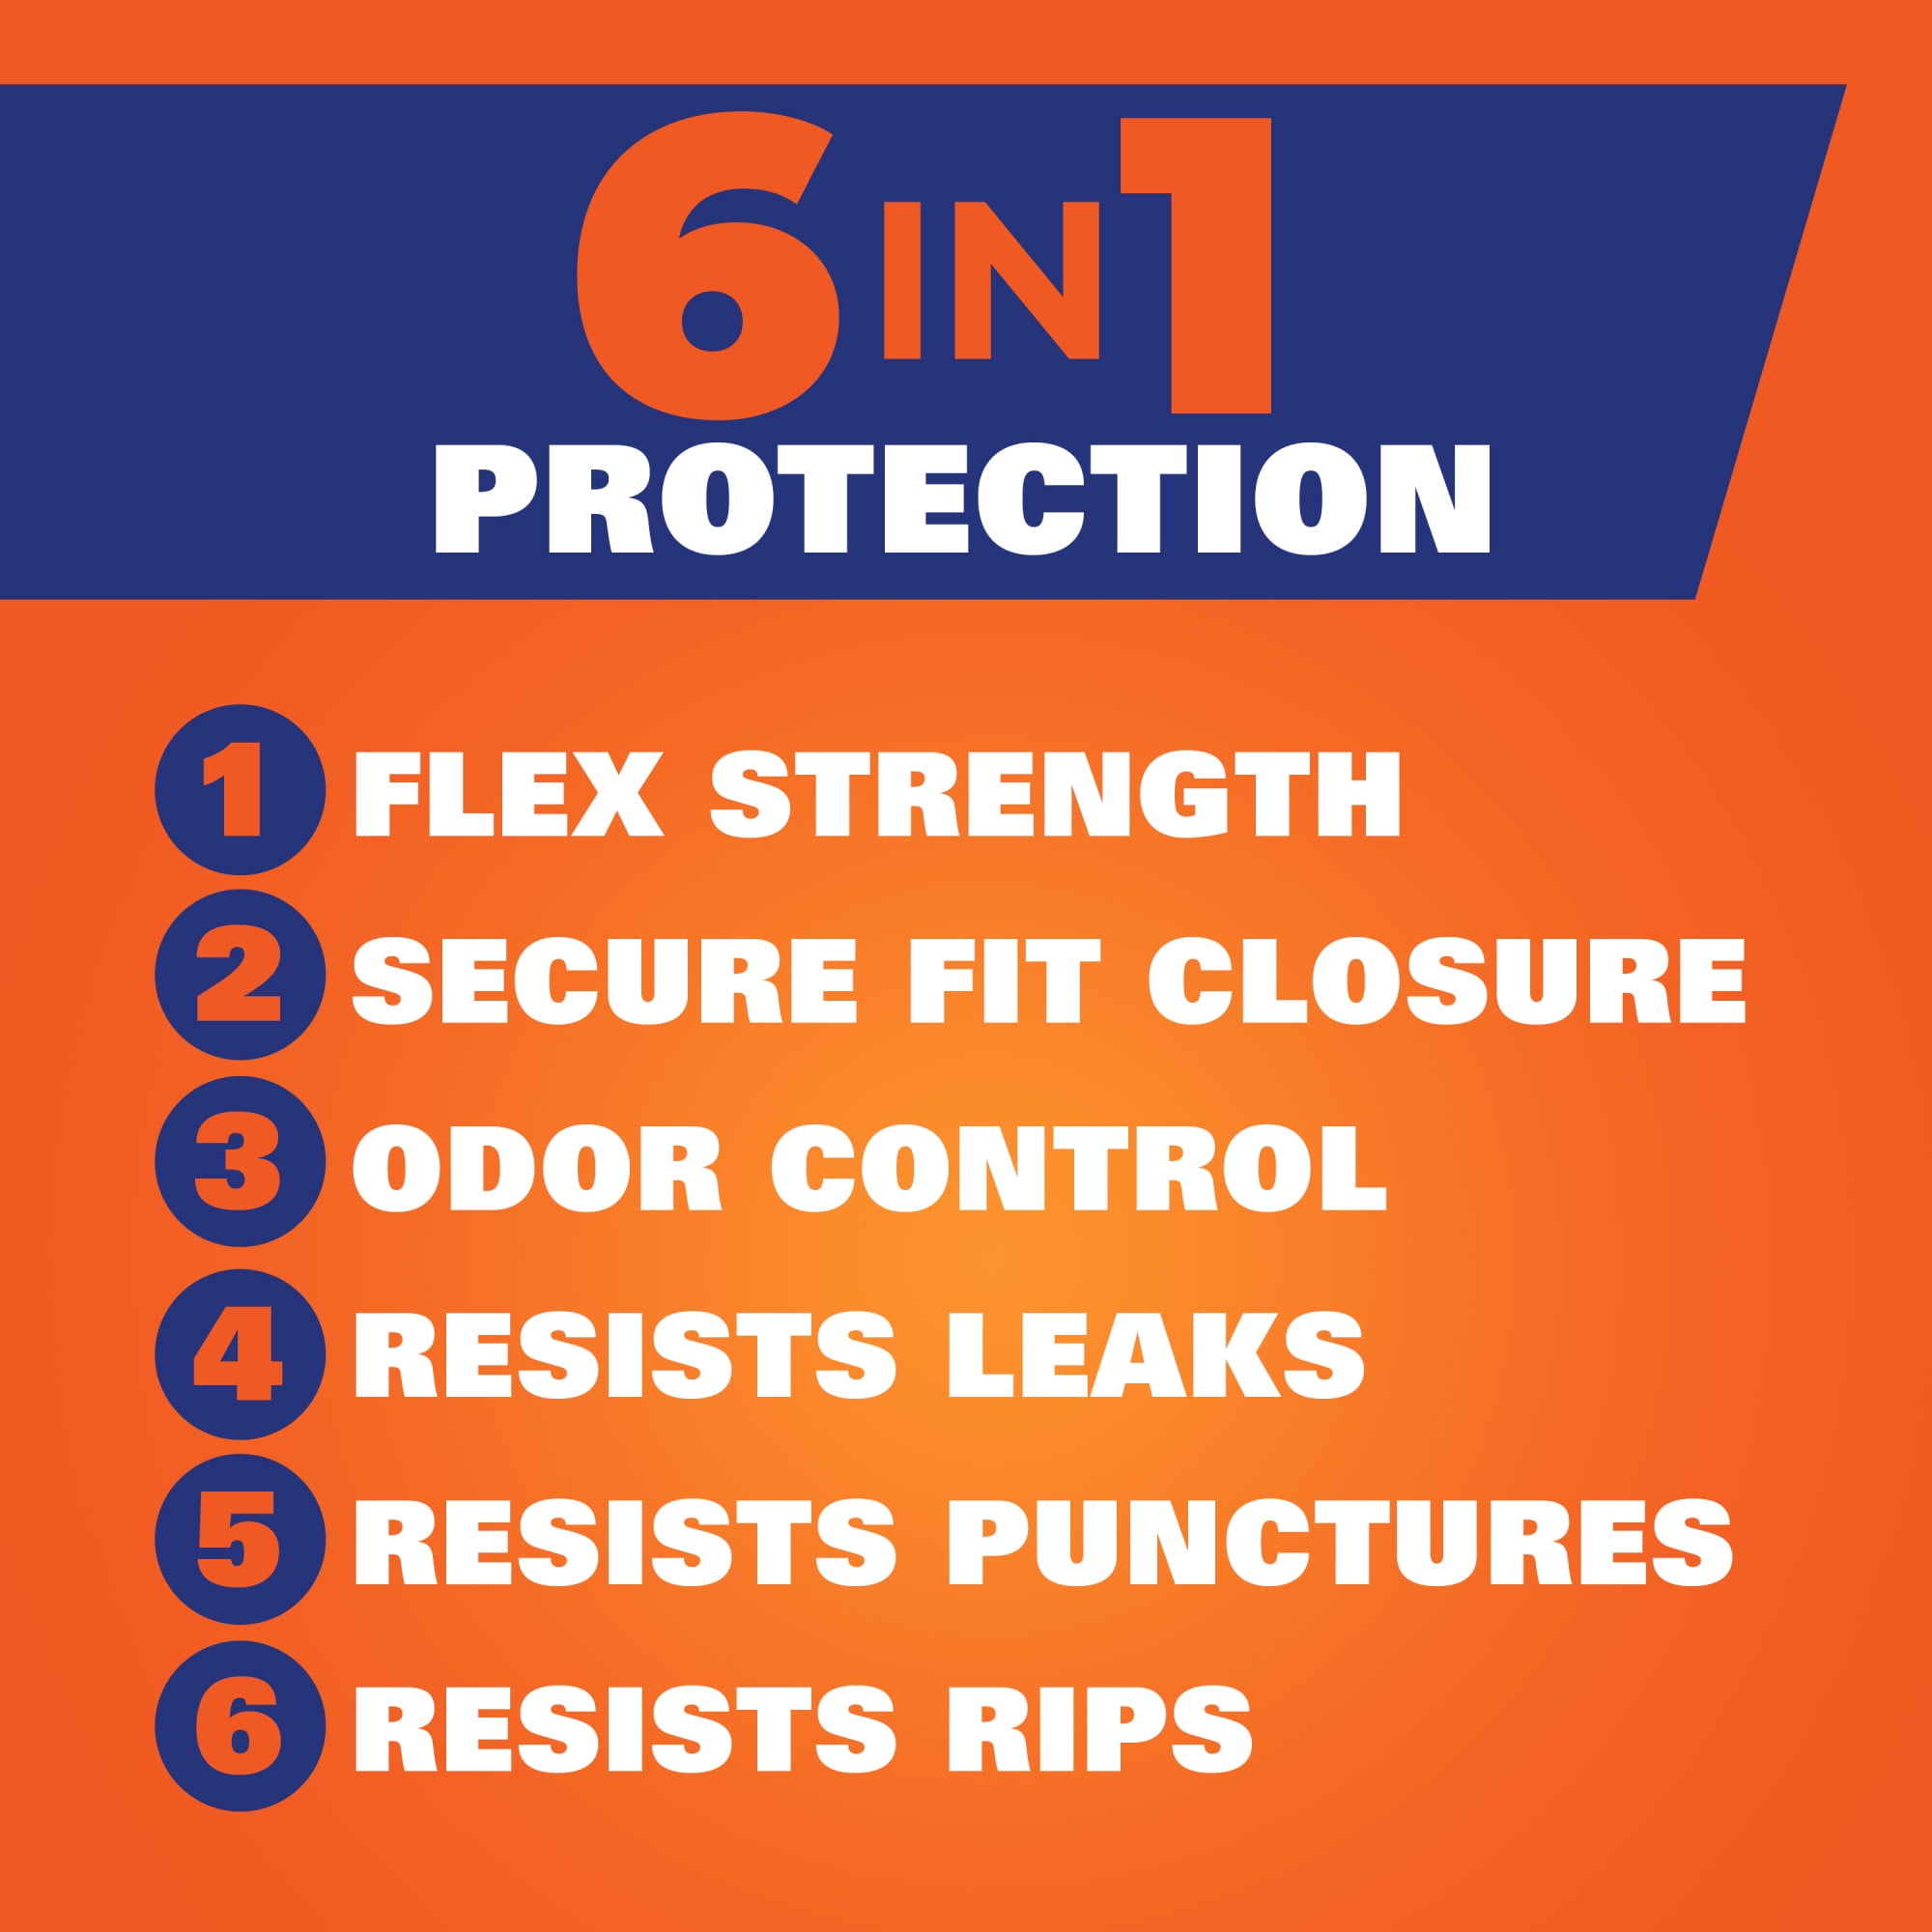 6 IN 1
PROTECTION
1 FLEX STRENGTH
2 SECURE FIT CLOSURE
3 ODOR CONTROL
4 RESISTS LEAKS
5 RESISTS PUNCTURES
6 RESISTS RIPS